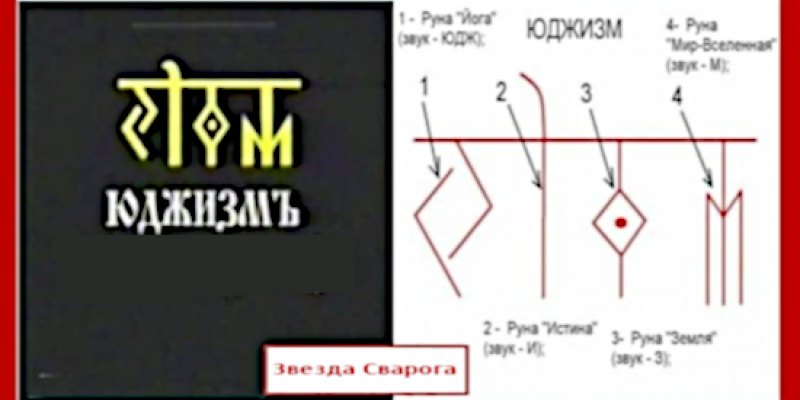 ЮДЖИЗМЪ
1 - Руна "Йога"
(звук - ЮДЖ);
ЮДЖИЗМ
4- Руна
"Мир-Вселенная"
(звук - М);
1
2
3
4
2 - Руна "Истина"
(звук - И);
3- Руна "Земля"
(звук - З);
Звезда Сварога